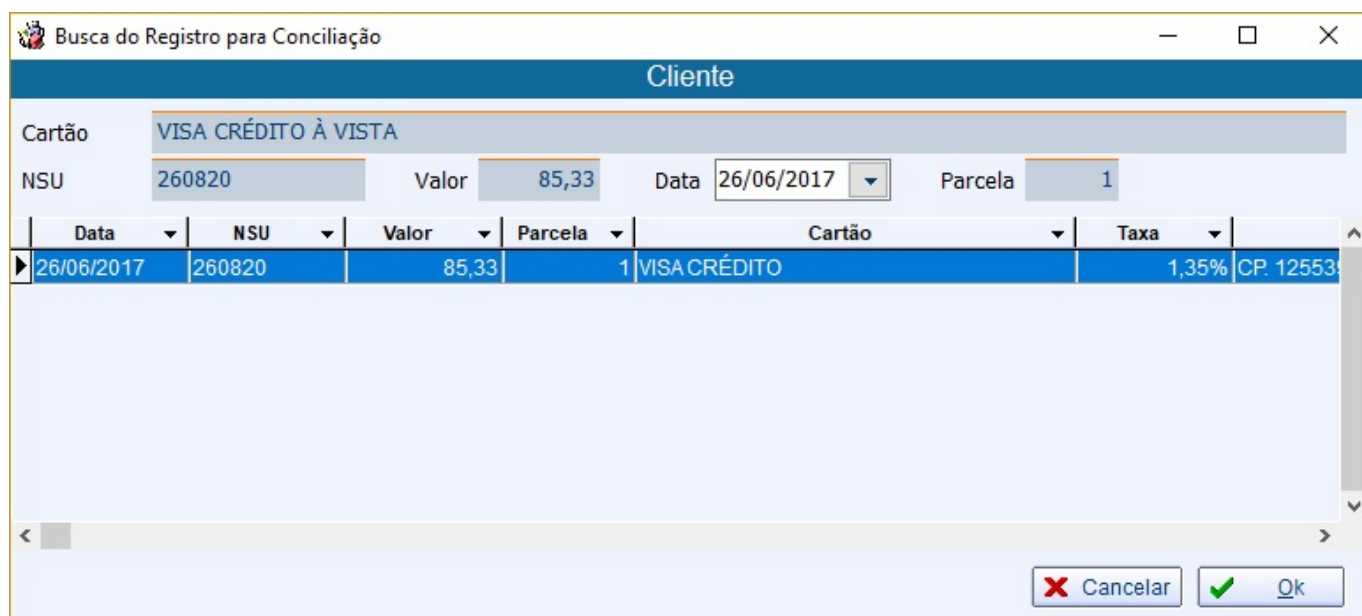 Busca do Registro para Conciliação
Cliente
Cartão VISA CRÉDITO À VISTA
NSU 260820 Valor 85,33 Data 26/06/2017 Parcela 1
Data NSU Valor Parcela Cartão Taxa
26/06/2017 260820 85,33 1 VISA CRÉDITO 1,35% CP. 12553
Cancelar Ok